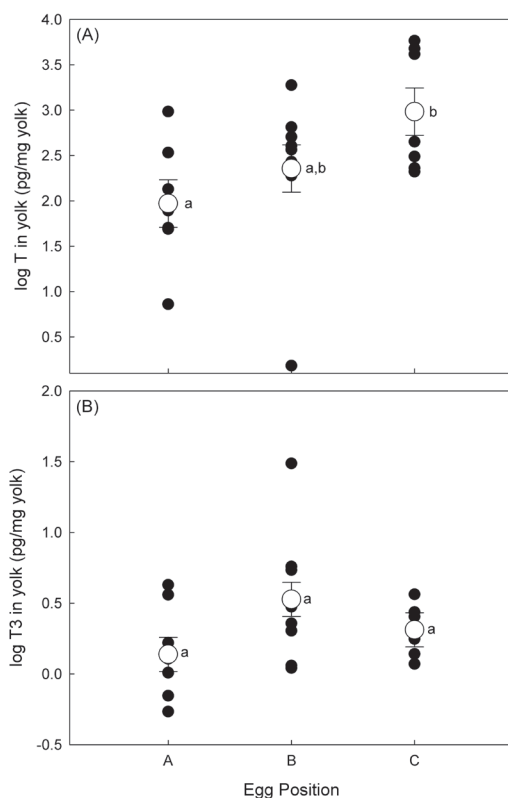 (A)
log T in yolk (pg/mg yolk)
4.0
3.5
3.0
2.5
2.0
1.5
1.0
0.5
a
a,b
b
(B)
log T3 in yolk (pg/mg yolk)
2.0
1.5
1.0
0.5
0.0
-0.5
a
a
a
A B C
Egg Position